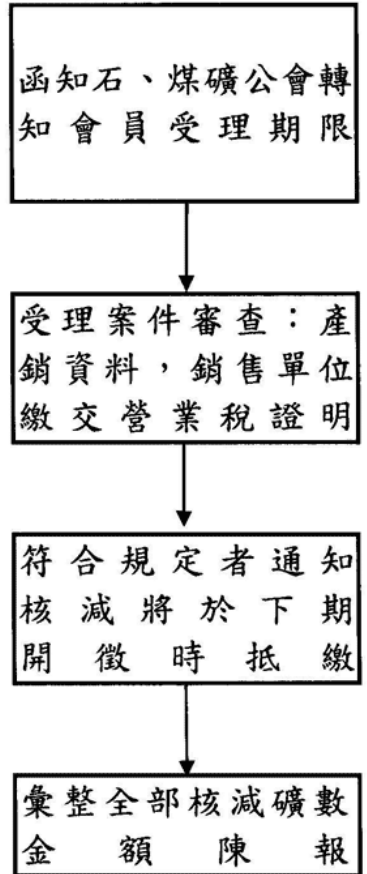 函知石、煤礦公會轉
知會員受理期限
受理案件審查：產
銷資料，銷售單位
繳交營業稅證明
符合規定者通知
核減將於下期
開徵時抵繳
彙整全部核減礦數
金額陳報